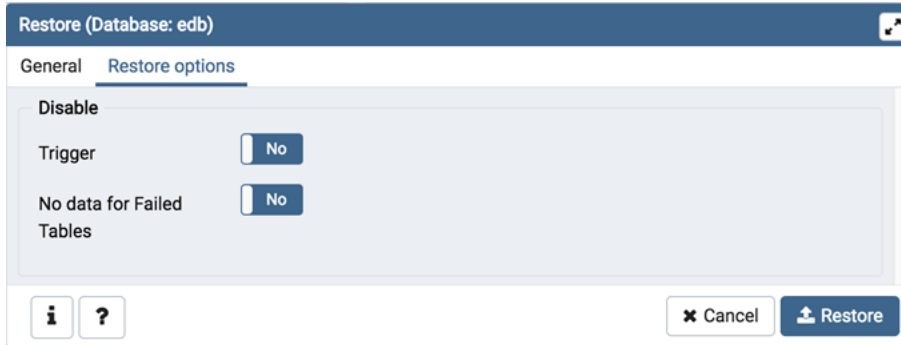 Restore (Database: edb)
General Restore options
Disable
Trigger No
No data for Failed No
Tables
i ? Cancel Restore